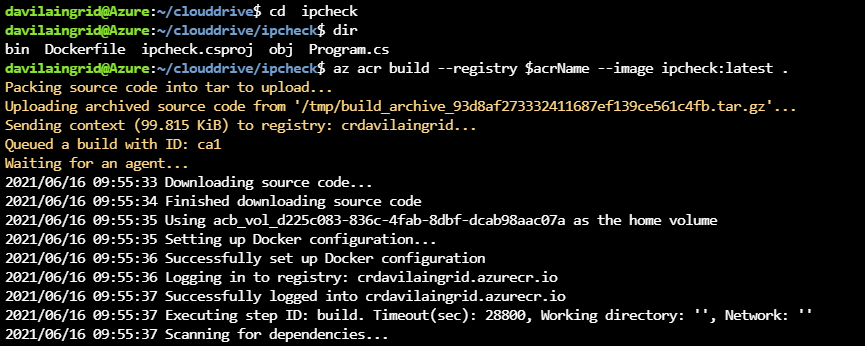 davilaingrid@Azure:~/clouddrive$ cd  ipcheck
davilaingrid@Azure:~/clouddrive/ipcheck$ dir
bin  Dockerfile  ipcheck.csproj  obj  Program.cs
davilaingrid@Azure:~/clouddrive/ipcheck$ az acr build --registry $acrName --image ipcheck:latest .
Packing source code into tar to upload...
Uploading archived source code from '/tmp/build_archive_93d8af273332411687ef139ce561c4fb.tar.gz'...
Sending context (99.815 KiB) to registry: crdavilaingrid...
Queued a build with ID: ca1
Waiting for an agent...
2021/06/16 09:55:33 Downloading source code...
2021/06/16 09:55:34 Finished downloading source code
2021/06/16 09:55:35 Using acb_vol_d225c083-836c-4fab-8dbf-dcab98aac07a as the home volume
2021/06/16 09:55:35 Setting up Docker configuration...
2021/06/16 09:55:36 Successfully set up Docker configuration
2021/06/16 09:55:36 Logging in to registry: crdavilaingrid.azurecr.io
2021/06/16 09:55:37 Successfully logged into crdavilaingrid.azurecr.io
2021/06/16 09:55:37 Executing step ID: build. Timeout(sec): 28800, Working directory: '', Network: ''
2021/06/16 09:55:37 Scanning for dependencies...